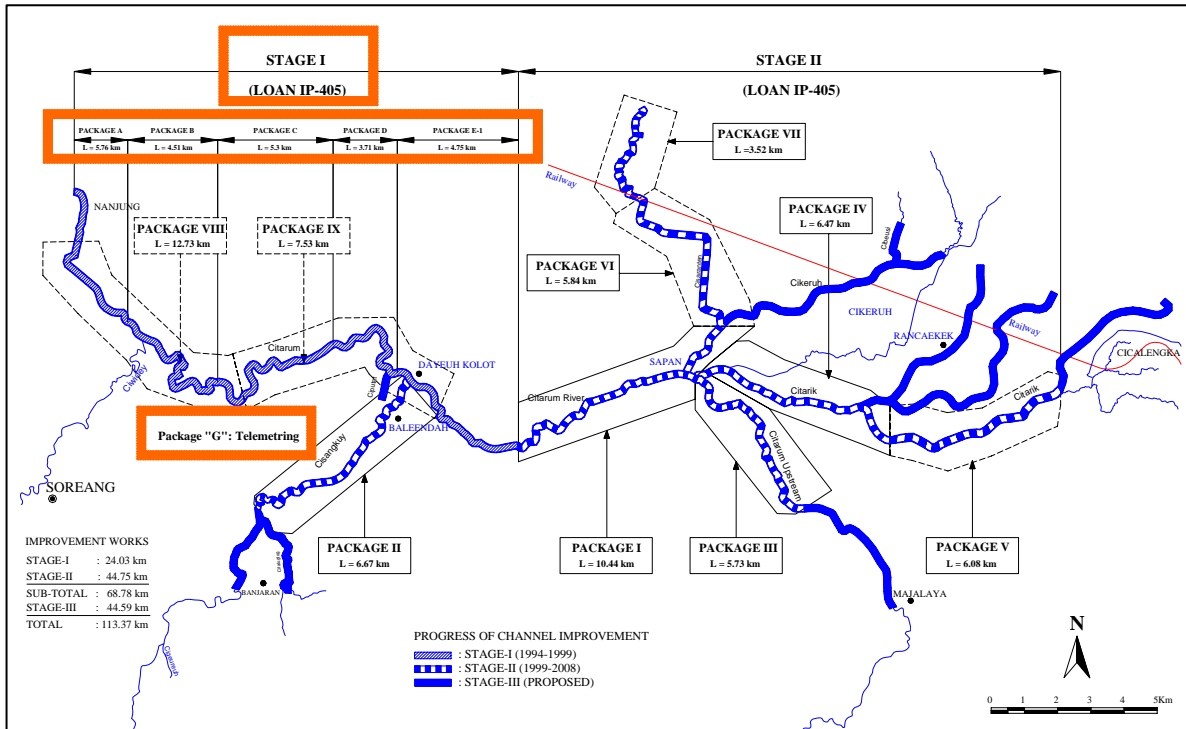 STAGE I
(LOAN IP-405)
STAGE II
(LOAN IP-405)
PACKAGE A
L = 5.76 km
PACKAGE B
L = 4.51 km
PACKAGE C
L = 5.3 km
PACKAGE D
L = 3.71 km
PACKAGE E-1
L = 4.75 km
PACKAGE VII
L =3.52 km
Railway
NANJUNG
PACKAGE VIII
L = 12.73 km
PACKAGE IX
L = 7.53 km
PACKAGE IV
L = 6.47 km
PACKAGE VI
L = 5.84 km
Cikeruh
CIKERUH
RANCAEKEK
Railway
CICALENGKA
Citarum
SAPAN
DAYEUH KOLOT
Citarik
Citarik
Citarum River
BALEENDAH
Package "G": Telemetring
Cisangkuy
Citarum Upstream
SOREANG
PACKAGE II
L = 6.67 km
PACKAGE I
L = 10.44 km
PACKAGE III
L = 5.73 km
PACKAGE V
L = 6.08 km
BANJARAN
MAJALAYA
IMPROVEMENT WORKS
STAGE-I : 24.03 km
STAGE-II : 44.75 km
SUB-TOTAL : 68.78 km
STAGE-III : 44.59 km
TOTAL : 113.37 km
PROGRESS OF CHANNEL IMPROVEMENT
: STAGE-I (1994-1999)
: STAGE-II (1999-2008)
: STAGE-III (PROPOSED)
N
0 1 2 3 4 5Km